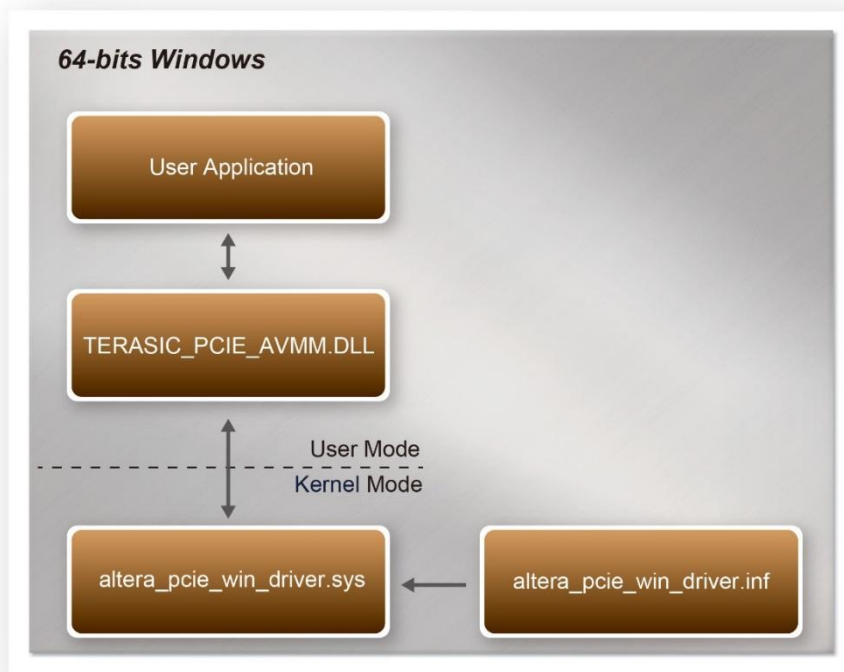 64-bits Windows
User Application
TERASIC_PCIE_AVMM.DLL
User Mode
Kernel Mode
altera_pcie_win_driver.sys
altera_pcie_win_driver.inf